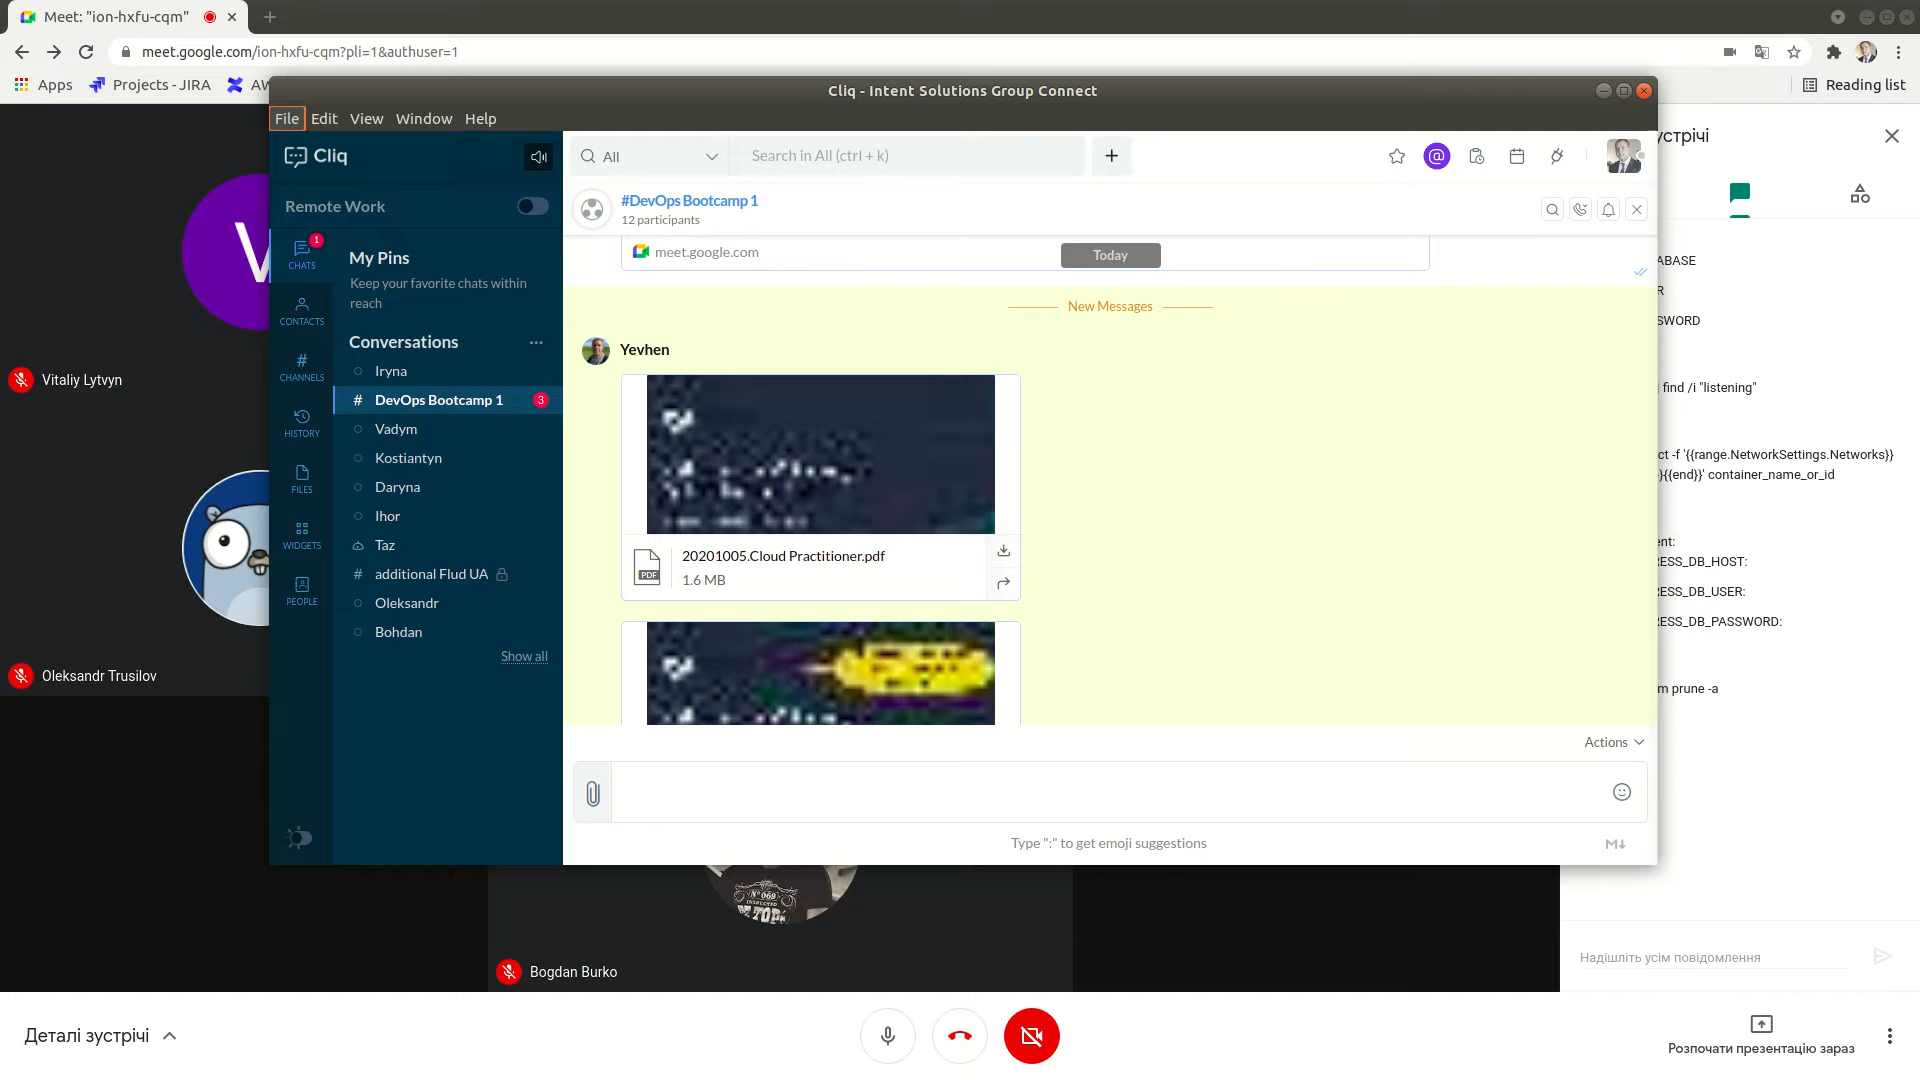 Meet: "ion-hxfu-cqm"
meet.google.com/ion-hxfu-cqm?pli=1&authuser=1
Apps
Projects - JIRA
Reading list
Cliq - Intent Solutions Group Connect
File Edit View Window Help
Cliq
All
Search in All (ctrl + k)
Remote Work
#DevOps Bootcamp 1
12 participants
1
CHATS
CONTACTS
CHANNELS
HISTORY
FILES
WIDGETS
PEOPLE
My Pins
Keep your favorite chats within
reach
Conversations
Iryna
# DevOps Bootcamp 1 3
Vadym
Kostiantyn
Daryna
Ihor
Taz
# additional Flud UA
Oleksandr
Bohdan
Show all
meet.google.com
Today
New Messages
Yevhen
PDF
20201005.Cloud Practitioner.pdf
1.6 MB
Actions
Type ":" to get emoji suggestions
M
Vitaliy Lytvyn
Oleksandr Trusilov
Nº 069
INSPECTED
Bogdan Burko
find /i "listening"
-f '{{range.NetworkSettings.Networks}}
{{end}}' container_name_or_id
prune -a
Надішліть усім повідомлення
Деталі зустрічі
Розпочати презентацію зараз